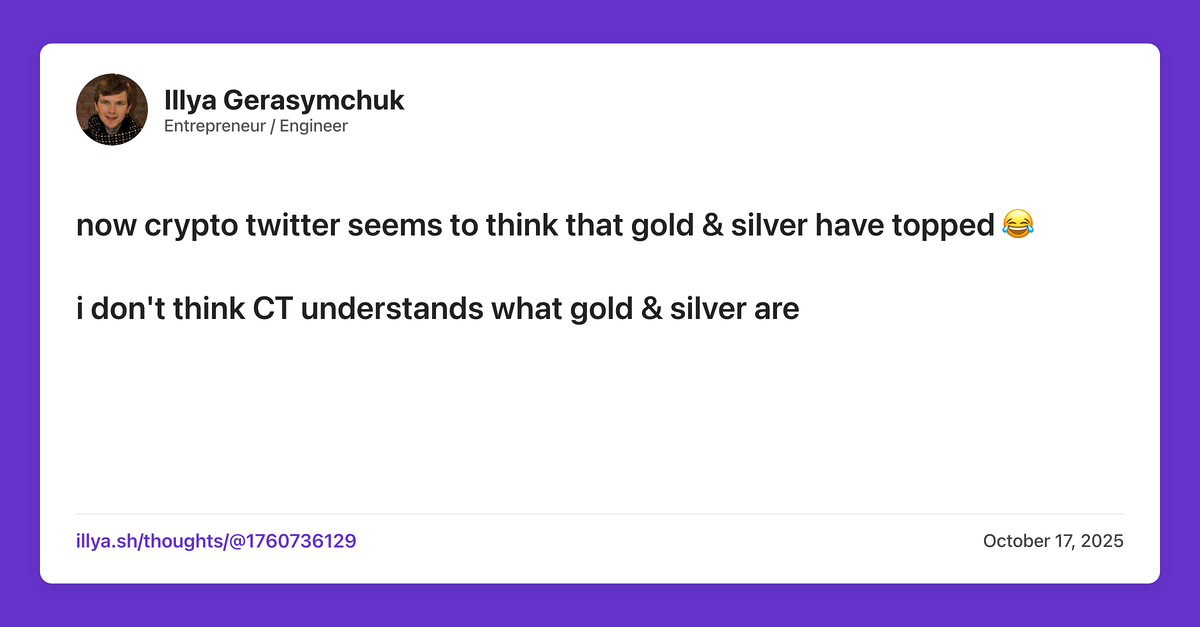 Illya Gerasymchuk
Entrepreneur / Engineer
now crypto twitter seems to think that gold & silver have topped 😂
i don't think CT understands what gold & silver are
illya.sh/thoughts/@1760736129
October 17, 2025